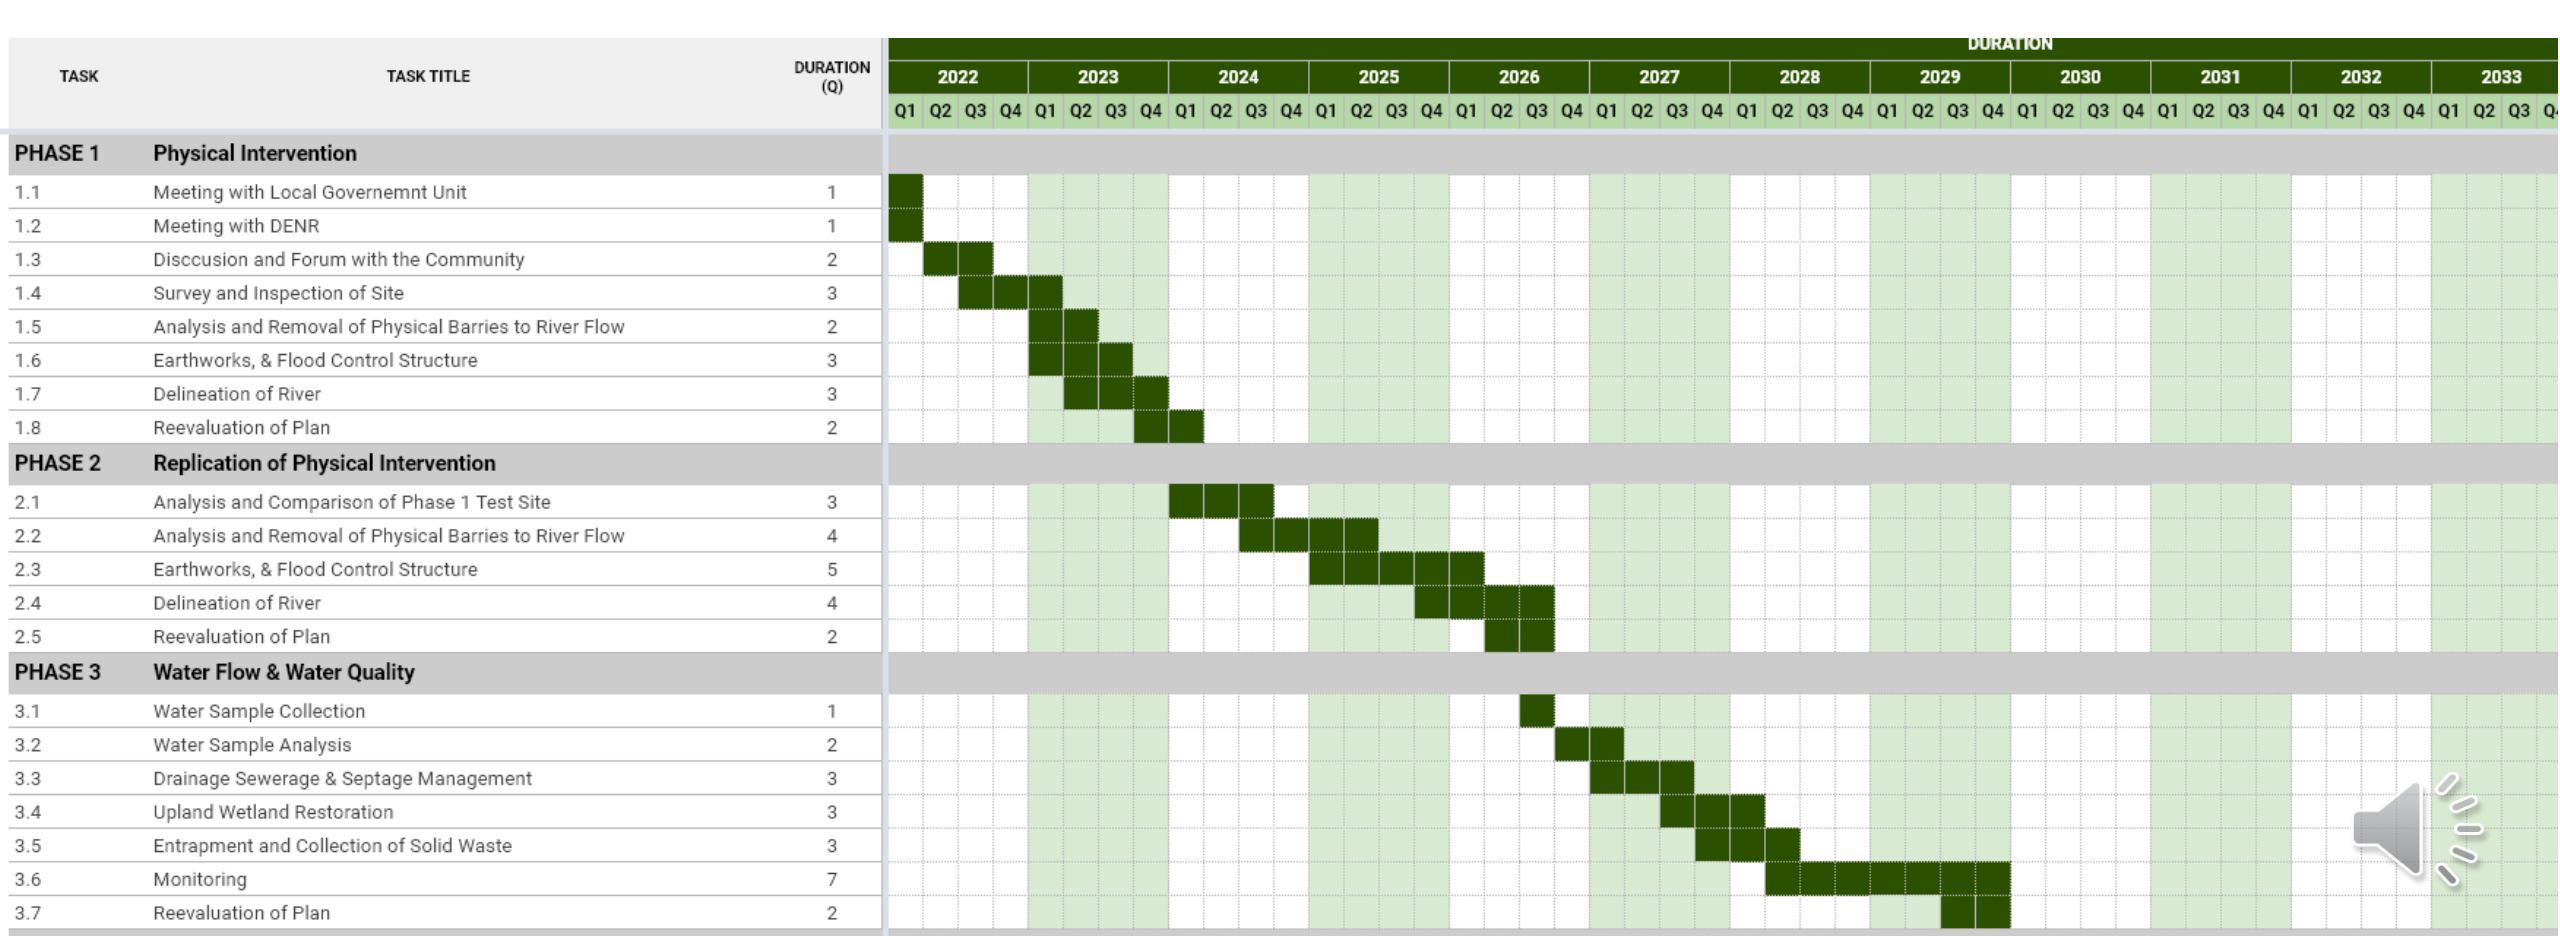 DURATION
TASK TASK TITLE DURATION (Q) 2022 2023 2024 2025 2026 2027 2028 2029 2030 2031 2032 2033
Q1 Q2 Q3 Q4 Q1 Q2 Q3 Q4 Q1 Q2 Q3 Q4 Q1 Q2 Q3 Q4 Q1 Q2 Q3 Q4 Q1 Q2 Q3 Q4 Q1 Q2 Q3 Q4 Q1 Q2 Q3 Q4 Q1 Q2 Q3 Q4 Q1 Q2 Q3 Q4 Q1 Q2 Q3 Q4 Q1 Q2 Q3
PHASE 1 Physical Intervention
1.1 Meeting with Local Governemnt Unit 1
1.2 Meeting with DENR 1
1.3 Disccusion and Forum with the Community 2
1.4 Survey and Inspection of Site 3
1.5 Analysis and Removal of Physical Barries to River Flow 2
1.6 Earthworks, & Flood Control Structure 3
1.7 Delineation of River 3
1.8 Reevaluation of Plan 2
PHASE 2 Replication of Physical Intervention
2.1 Analysis and Comparison of Phase 1 Test Site 3
2.2 Analysis and Removal of Physical Barries to River Flow 4
2.3 Earthworks, & Flood Control Structure 5
2.4 Delineation of River 4
2.5 Reevaluation of Plan 2
PHASE 3 Water Flow & Water Quality
3.1 Water Sample Collection 1
3.2 Water Sample Analysis 2
3.3 Drainage Sewerage & Septage Management 3
3.4 Upland Wetland Restoration 3
3.5 Entrapment and Collection of Solid Waste 3
3.6 Monitoring 7
3.7 Reevaluation of Plan 2